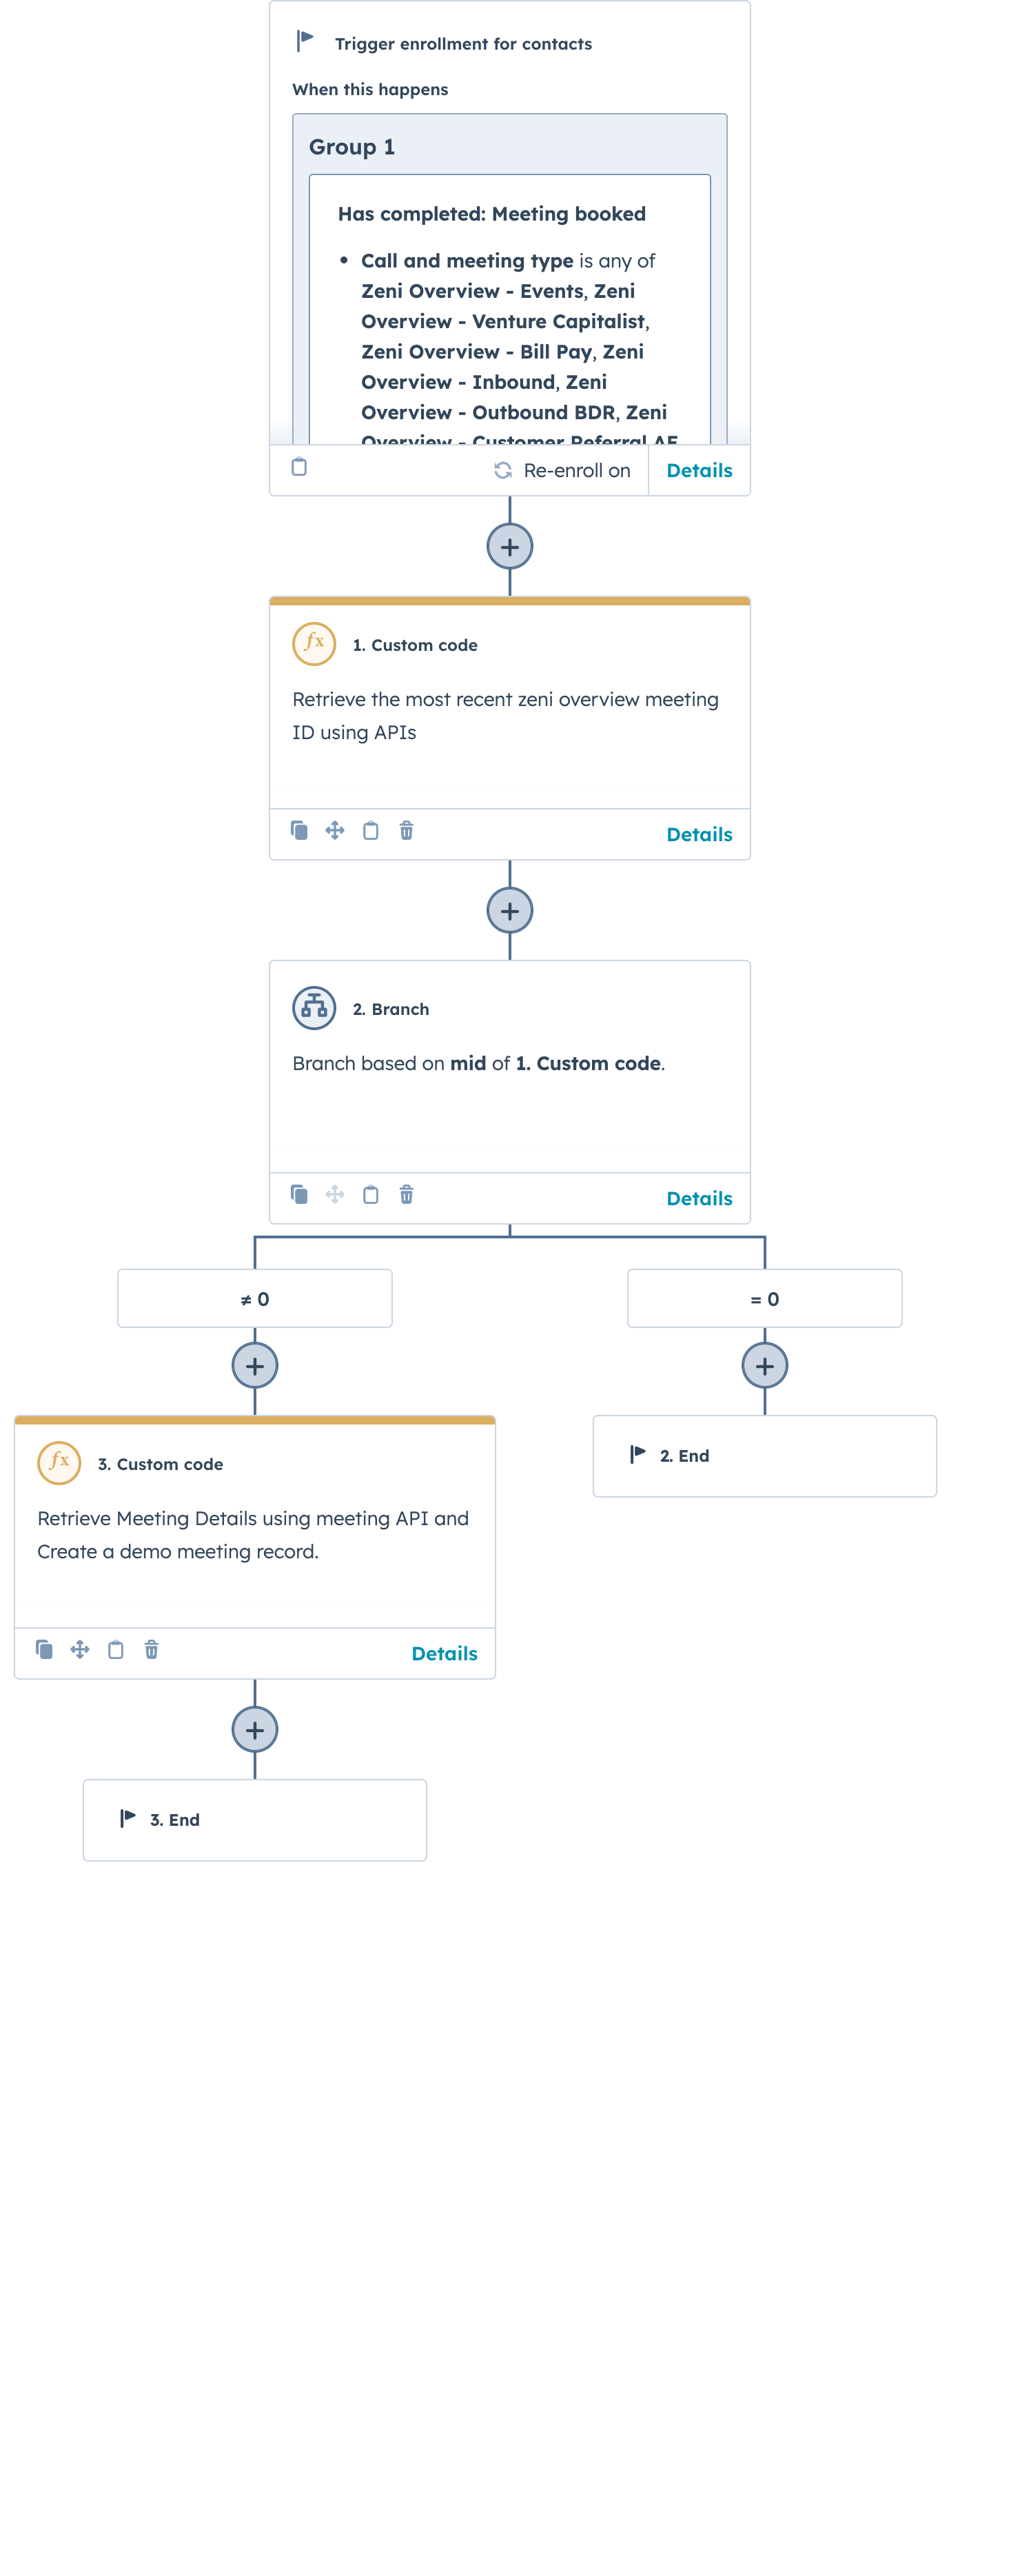 Trigger enrollment for contacts
When this happens
Group 1
Has completed: Meeting booked
• Call and meeting type is any of
Zeni Overview - Events, Zeni
Overview - Venture Capitalist,
Zeni Overview - Bill Pay, Zeni
Overview - Inbound, Zeni
Overview - Outbound BDR, Zeni
Overview - Customer Referral AE
Re-enroll on
Details
1. Custom code
Retrieve the most recent zeni overview meeting
ID using APIs
Details
2. Branch
Branch based on mid of 1. Custom code.
Details
≠ 0
= 0
3. Custom code
Retrieve Meeting Details using meeting API and
Create a demo meeting record.
Details
2. End
3. End